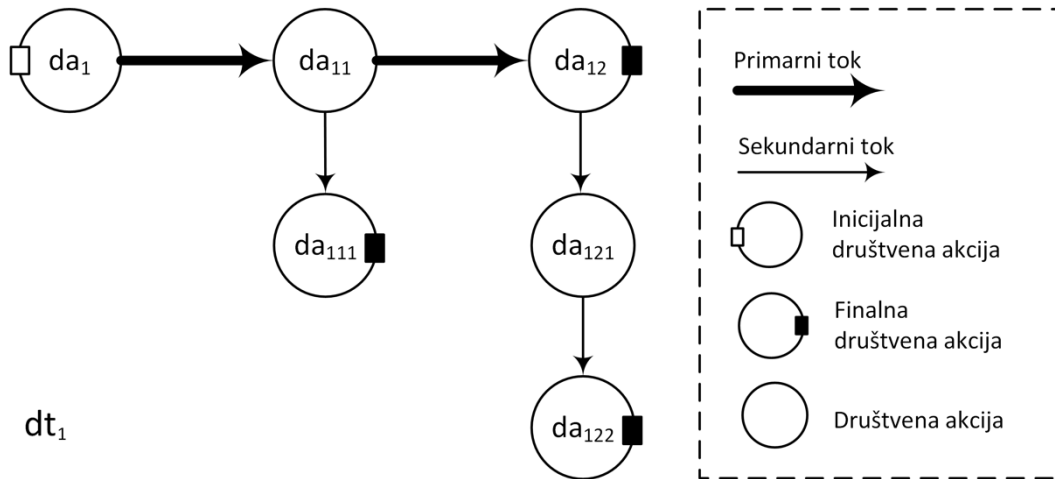 da₁
da₁₁
da₁₂
da₁₁₁
da₁₂₁
da₁₂₂
dt₁
Primarni tok
Sekundarni tok
Inicijalna
društvena akcija
Finalna
društvena akcija
Društvena akcija